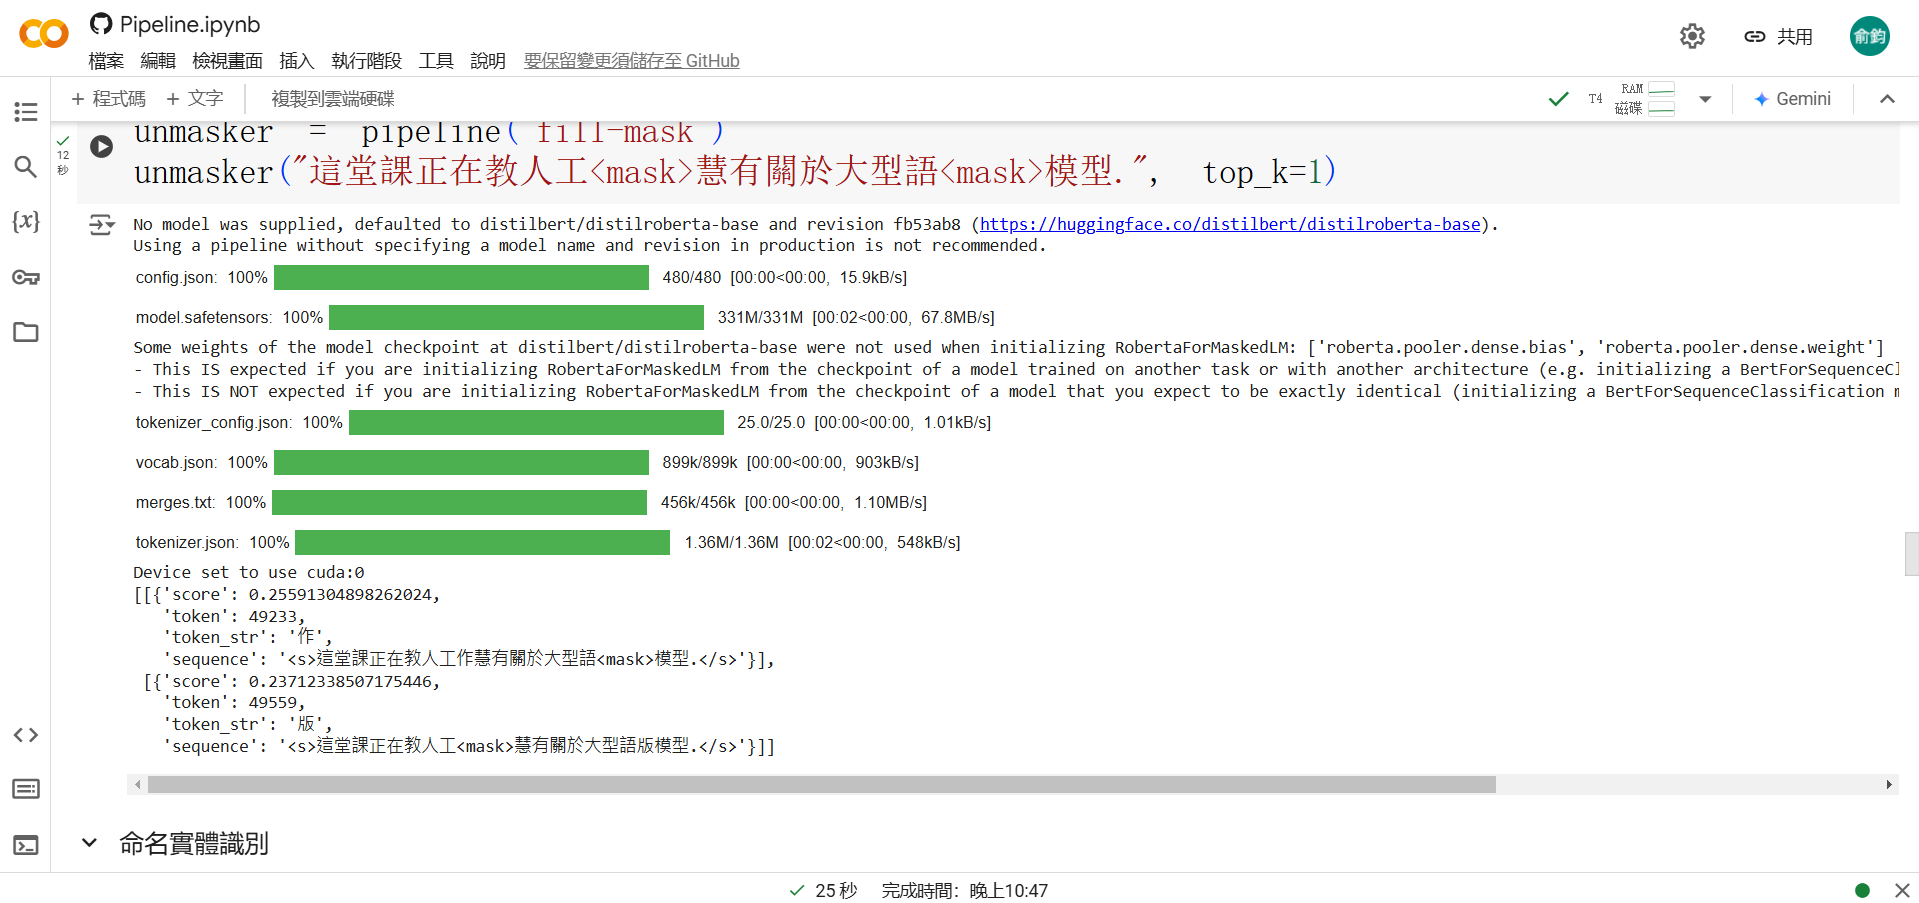 Pipeline.ipynb
檔案 編輯 檢視畫面 插入 執行階段 工具 說明 要保留變更須儲存至 GitHub
共用
俞鈞
+ 程式碼 + 文字 複製到雲端硬碟
T4
RAM
磁碟
Gemini
12
秒
unmasker = pipeline("fill-mask")
unmasker("這堂課正在教人工<mask>慧有關於大型語<mask>模型.", top_k=1)
No model was supplied, defaulted to distilbert/distilroberta-base and revision fb53ab8 (https://huggingface.co/distilbert/distilroberta-base).
Using a pipeline without specifying a model name and revision in production is not recommended.
config.json: 100% 480/480 [00:00<00:00, 15.9kB/s]
model.safetensors: 100% 331M/331M [00:02<00:00, 67.8MB/s]
Some weights of the model checkpoint at distilbert/distilroberta-base were not used when initializing RobertaForMaskedLM: ['roberta.pooler.dense.bias', 'roberta.pooler.dense.weight']
- This IS expected if you are initializing RobertaForMaskedLM from the checkpoint of a model trained on another task or with another architecture (e.g. initializing a BertForSequenceCl
- This IS NOT expected if you are initializing RobertaForMaskedLM from the checkpoint of a model that you expect to be exactly identical (initializing a BertForSequenceClassification m
tokenizer_config.json: 100% 25.0/25.0 [00:00<00:00, 1.01kB/s]
vocab.json: 100% 899k/899k [00:00<00:00, 903kB/s]
merges.txt: 100% 456k/456k [00:00<00:00, 1.10MB/s]
tokenizer.json: 100% 1.36M/1.36M [00:02<00:00, 548kB/s]
Device set to use cuda:0
[[{'score': 0.25591304898262024,
'token': 49233,
'token_str': '作',
'sequence': '<s>這堂課正在教人工作慧有關於大型語<mask>模型.</s>'}],
[{'score': 0.23712338507175446,
'token': 49559,
'token_str': '版',
'sequence': '<s>這堂課正在教人工<mask>慧有關於大型語版模型.</s>'}]]
命名實體識別
25 秒 完成時間：晚上10:47